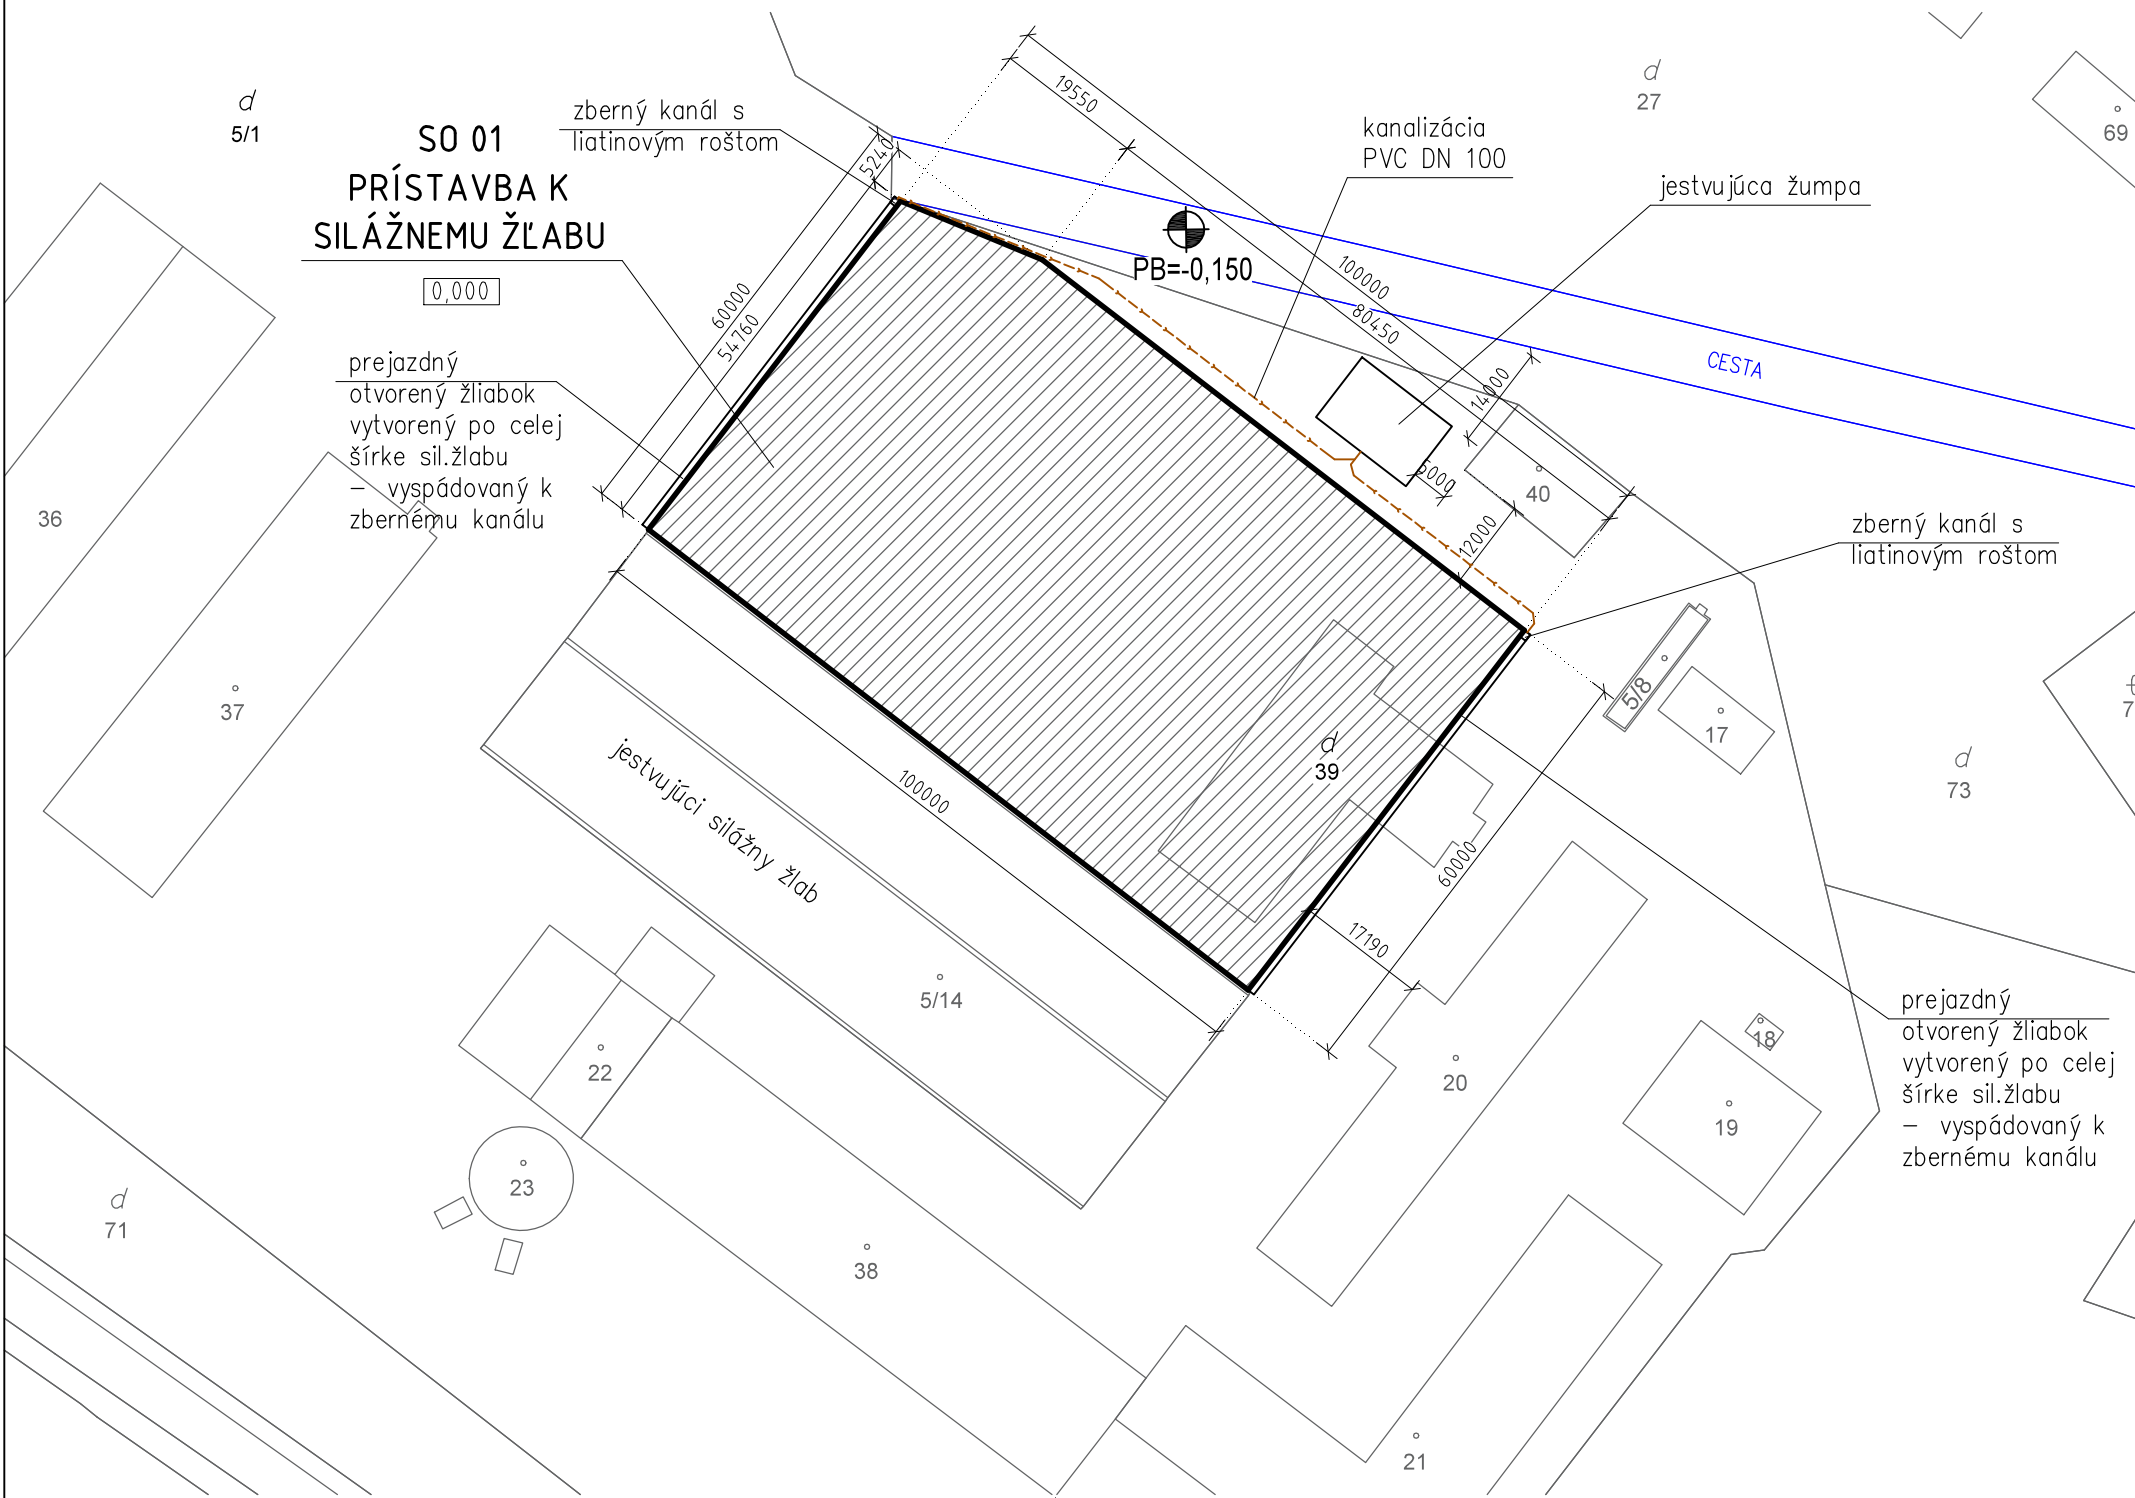 d
5/1
SO 01
PRÍSTAVBA K
SILÁŽNEMU ŽĽABU
0,000
zberný kanál s
liatinovým roštom
prejazdný
otvorený žliabok
vytvorený po celej
šírke sil.žlabu
– vyspádovaný k
zbernému kanálu
5240
60000
54760
19550
100000
80450
PB=-0,150
kanalizácia
PVC DN 100
jestvujúca žumpa
d
27
69
CESTA
14000
5000
12000
40
zberný kanál s
liatinovým roštom
5/8
17
d
73
7
36
37
jestvujúci silážny žlab
100000
d
39
60000
17190
5/14
22
23
38
20
18
19
21
d
71
prejazdný
otvorený žliabok
vytvorený po celej
šírke sil.žlabu
– vyspádovaný k
zbernému kanálu